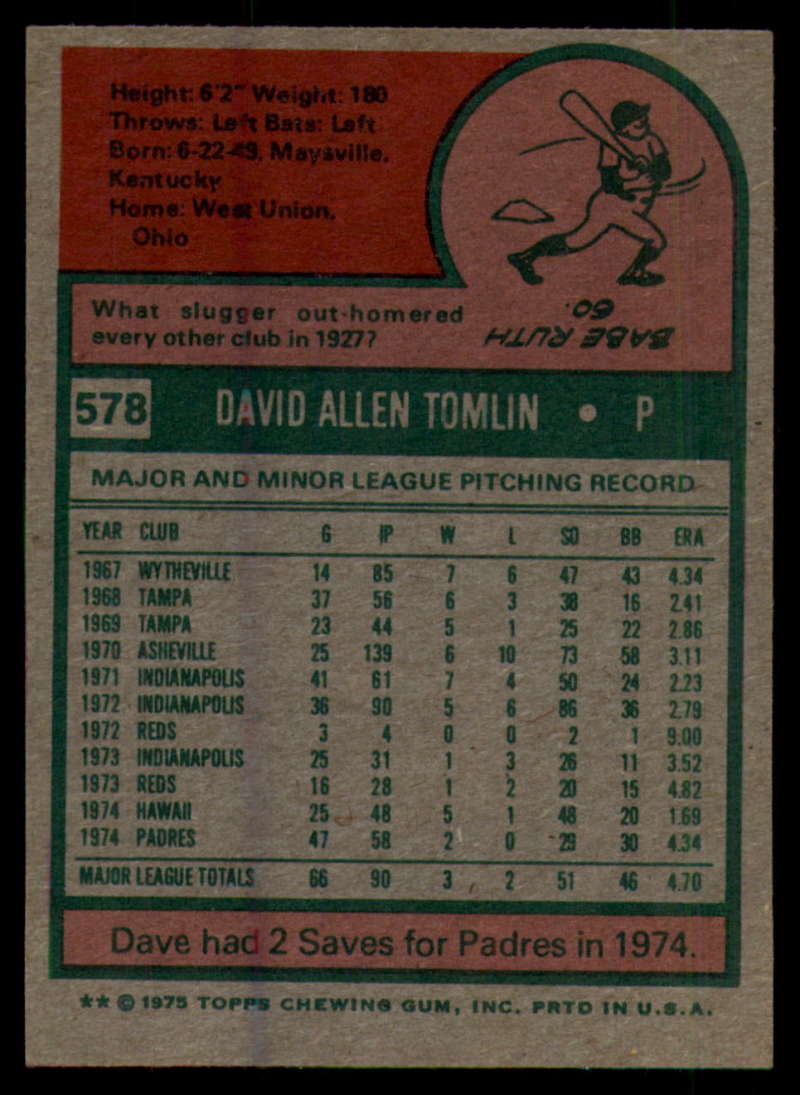 Height: 6'2" Weight: 180
Throws: Left Bats: Left
Born: 6-22-49, Maysville,
Kentucky
Home: West Union,
Ohio
What slugger out-homered
every other club in 1927?
BABE RUTH
60.
578 DAVID ALLEN TOMLIN • P
MAJOR AND MINOR LEAGUE PITCHING RECORD
YEAR CLUB G IP W L SO BB ERA
1967 WYTHEVILLE 14 85 7 6 47 43 4.34
1968 TAMPA 37 56 6 3 38 16 2.41
1969 TAMPA 23 44 5 1 25 22 2.86
1970 ASHEVILLE 25 139 6 10 73 58 3.11
1971 INDIANAPOLIS 41 61 7 4 50 24 2.23
1972 INDIANAPOLIS 36 90 5 6 86 36 2.79
1972 REDS 3 4 0 0 2 1 9.00
1973 INDIANAPOLIS 25 31 1 3 26 11 3.52
1973 REDS 16 28 1 2 20 15 4.82
1974 HAWAII 25 48 5 1 48 20 1.69
1974 PADRES 47 58 2 0 29 30 4.34
MAJOR LEAGUE TOTALS 66 90 3 2 51 46 4.70
Dave had 2 Saves for Padres in 1974.
** © 1975 TOPPS CHEWING GUM, INC. PRTD IN U.S.A.